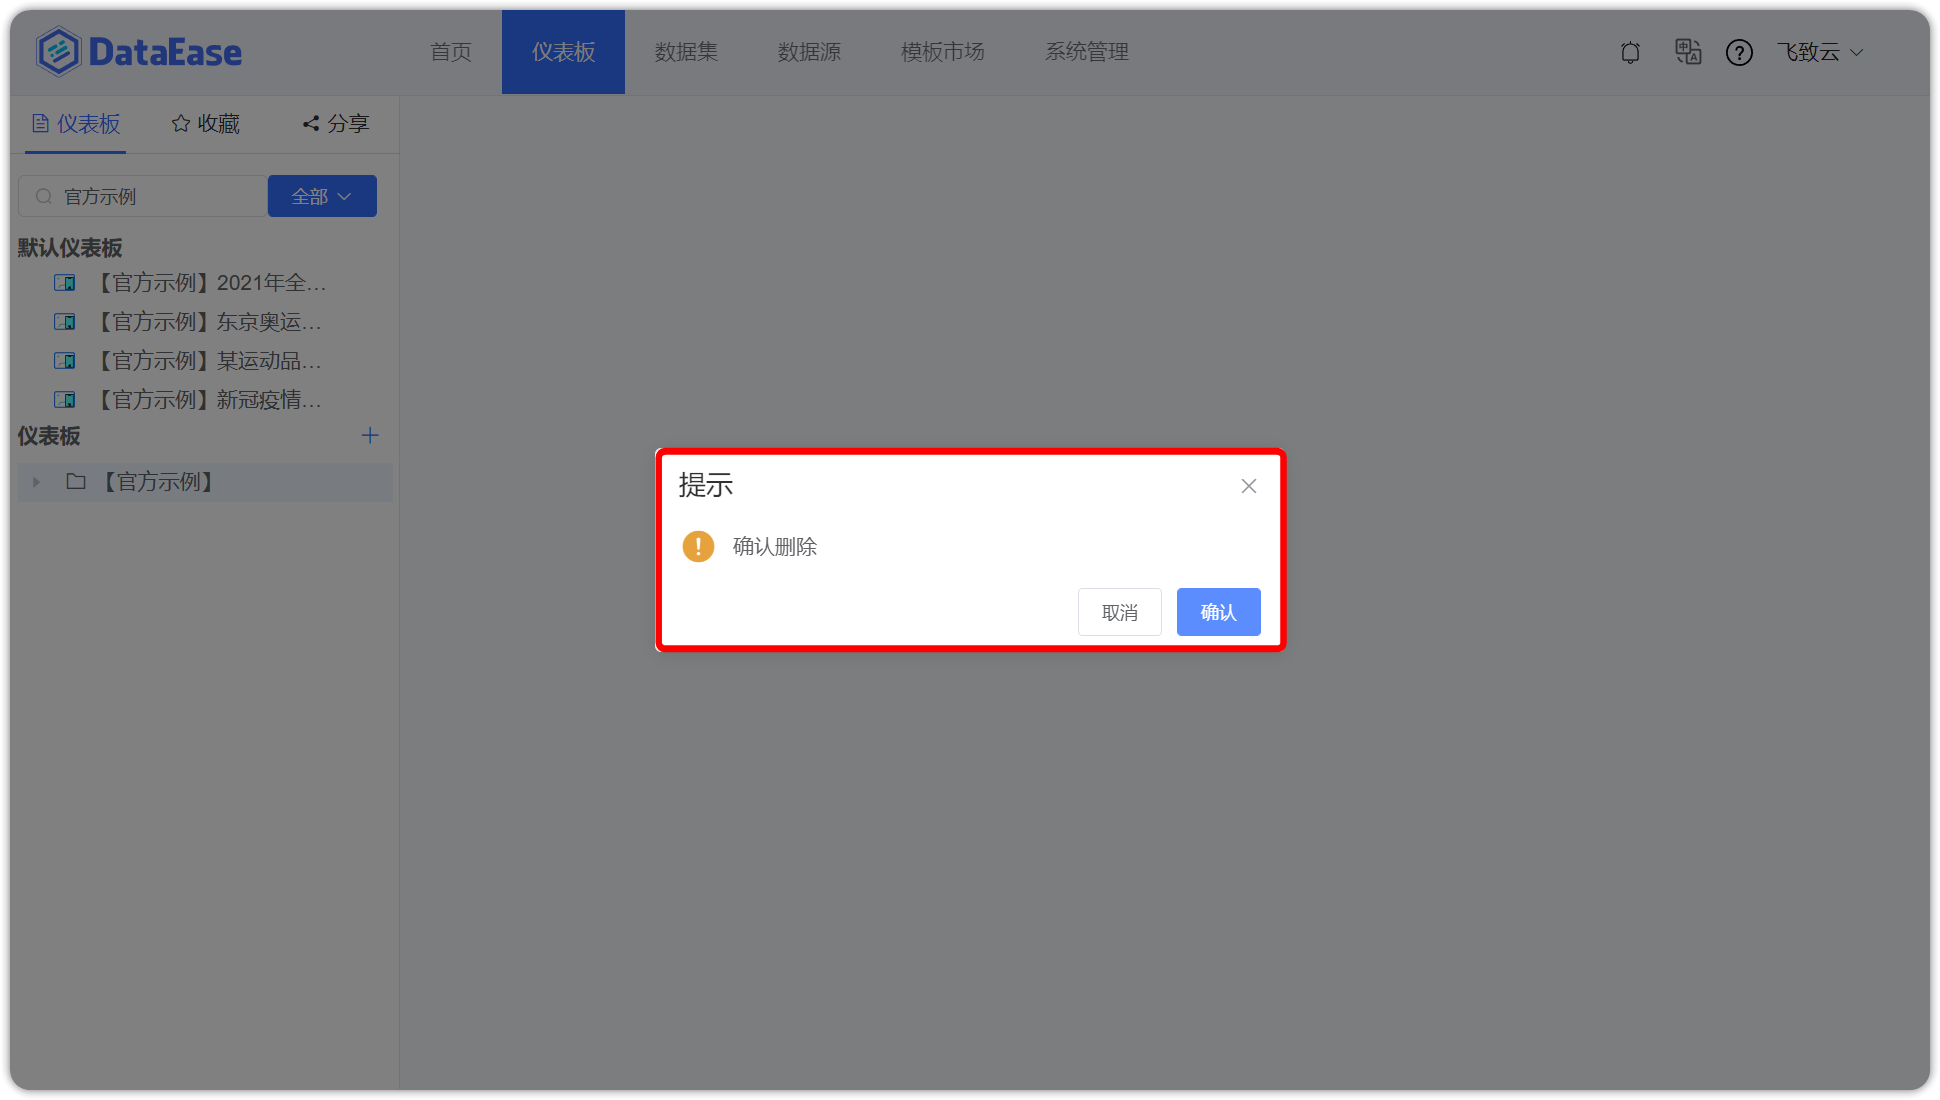 DataEase
首页 仪表板 数据集 数据源 模板市场 系统管理
飞致云
仪表板 收藏 分享
官方示例 全部
默认仪表板
【官方示例】2021年全...
【官方示例】东京奥运...
【官方示例】某运动品...
【官方示例】新冠疫情...
仪表板
【官方示例】
提示
确认删除
取消 确认